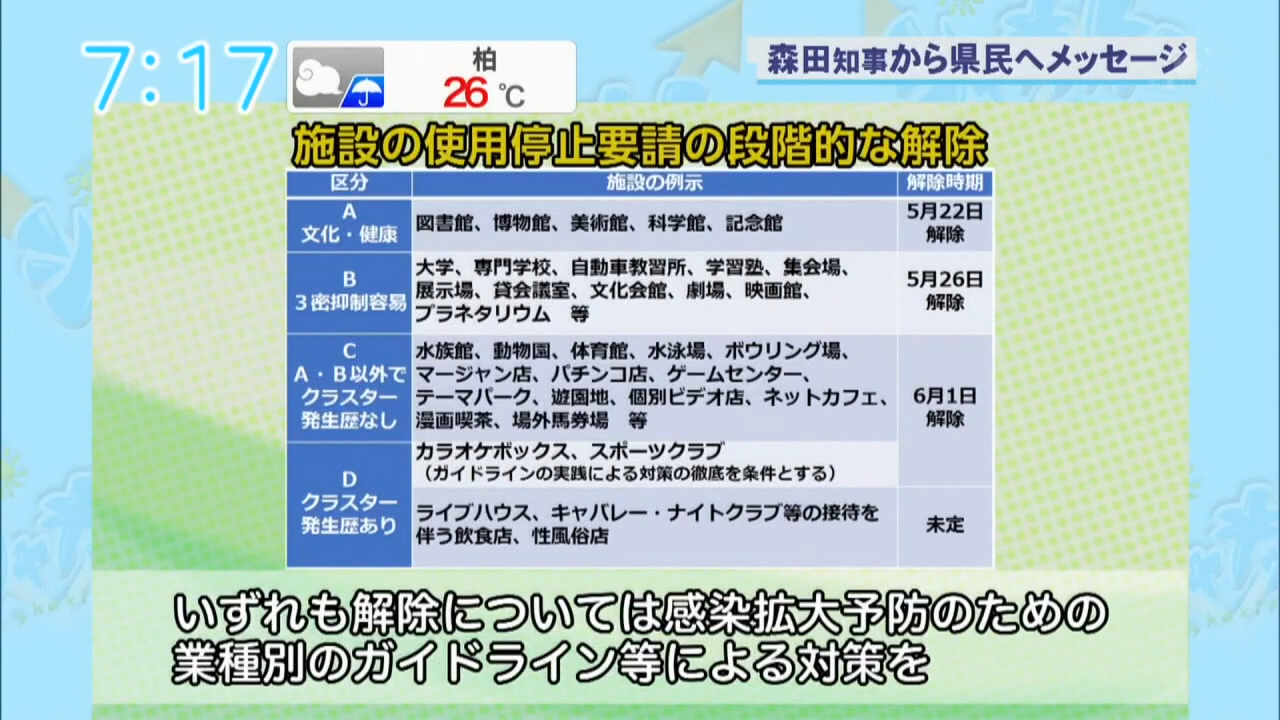 7:17
柏
26℃
森田知事から県民へメッセージ
施設の使用停止要請の段階的な解除
区分
施設の例示
解除時期
A
文化・健康
図書館、博物館、美術館、科学館、記念館
5月22日
解除
B
3密抑制容易
大学、専門学校、自動車教習所、学習塾、集会場、
展示場、貸会議室、文化会館、劇場、映画館、
プラネタリウム　等
5月26日
解除
C
A・B以外で
クラスター
発生歴なし
水族館、動物園、体育館、水泳場、ボウリング場、
マージャン店、パチンコ店、ゲームセンター、
テーマパーク、遊園地、個別ビデオ店、ネットカフェ、
漫画喫茶、場外馬券場　等
6月1日
解除
D
クラスター
発生歴あり
カラオケボックス、スポーツクラブ
（ガイドラインの実践による対策の徹底を条件とする）
ライブハウス、キャバレー・ナイトクラブ等の接待を
伴う飲食店、性風俗店
未定
いずれも解除については感染拡大予防のための
業種別のガイドライン等による対策を